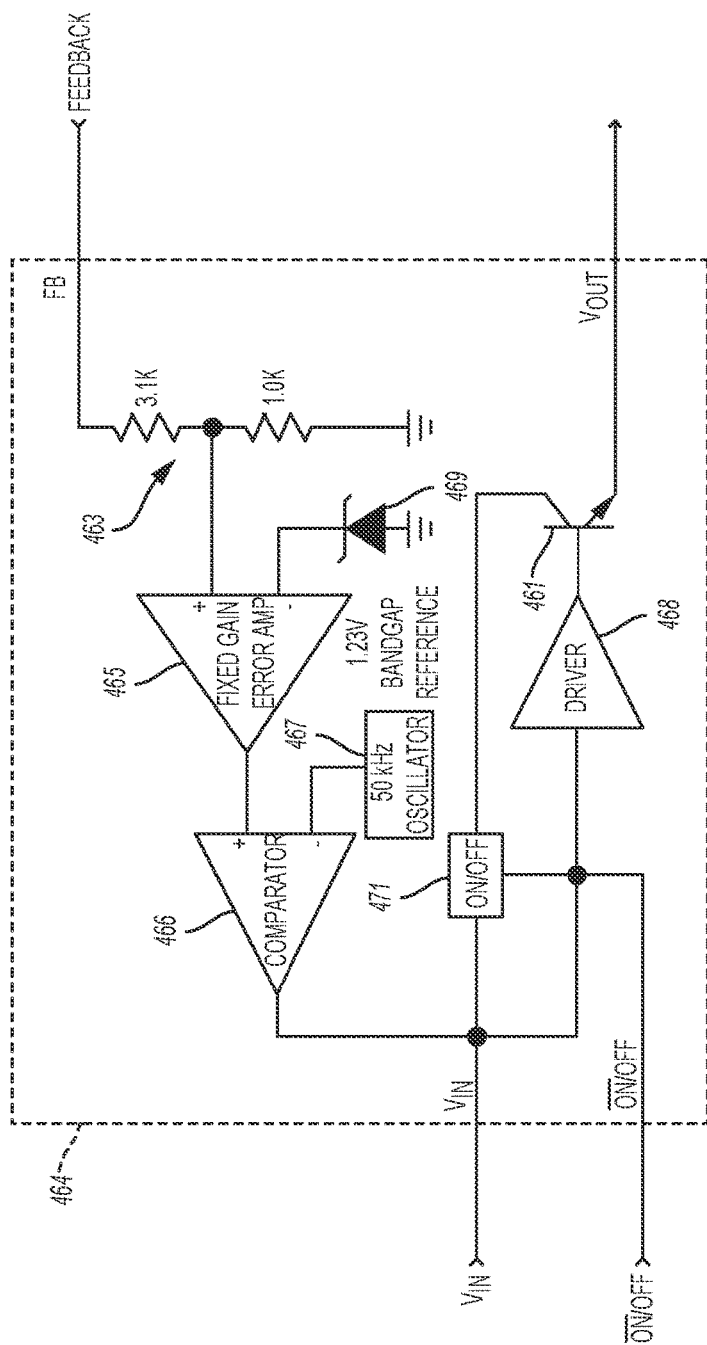 FEEDBACK
FB
3.1K
1.0K
463
469
+
-
FIXED GAIN
ERROR AMP
465
1.23V
BANDGAP
REFERENCE
467
50 kHz
OSCILLATOR
+
-
COMPARATOR
466
471
ON/OFF
461
DRIVER
468
VOUT
VIN
ON/OFF
464
VIN
ON/OFF